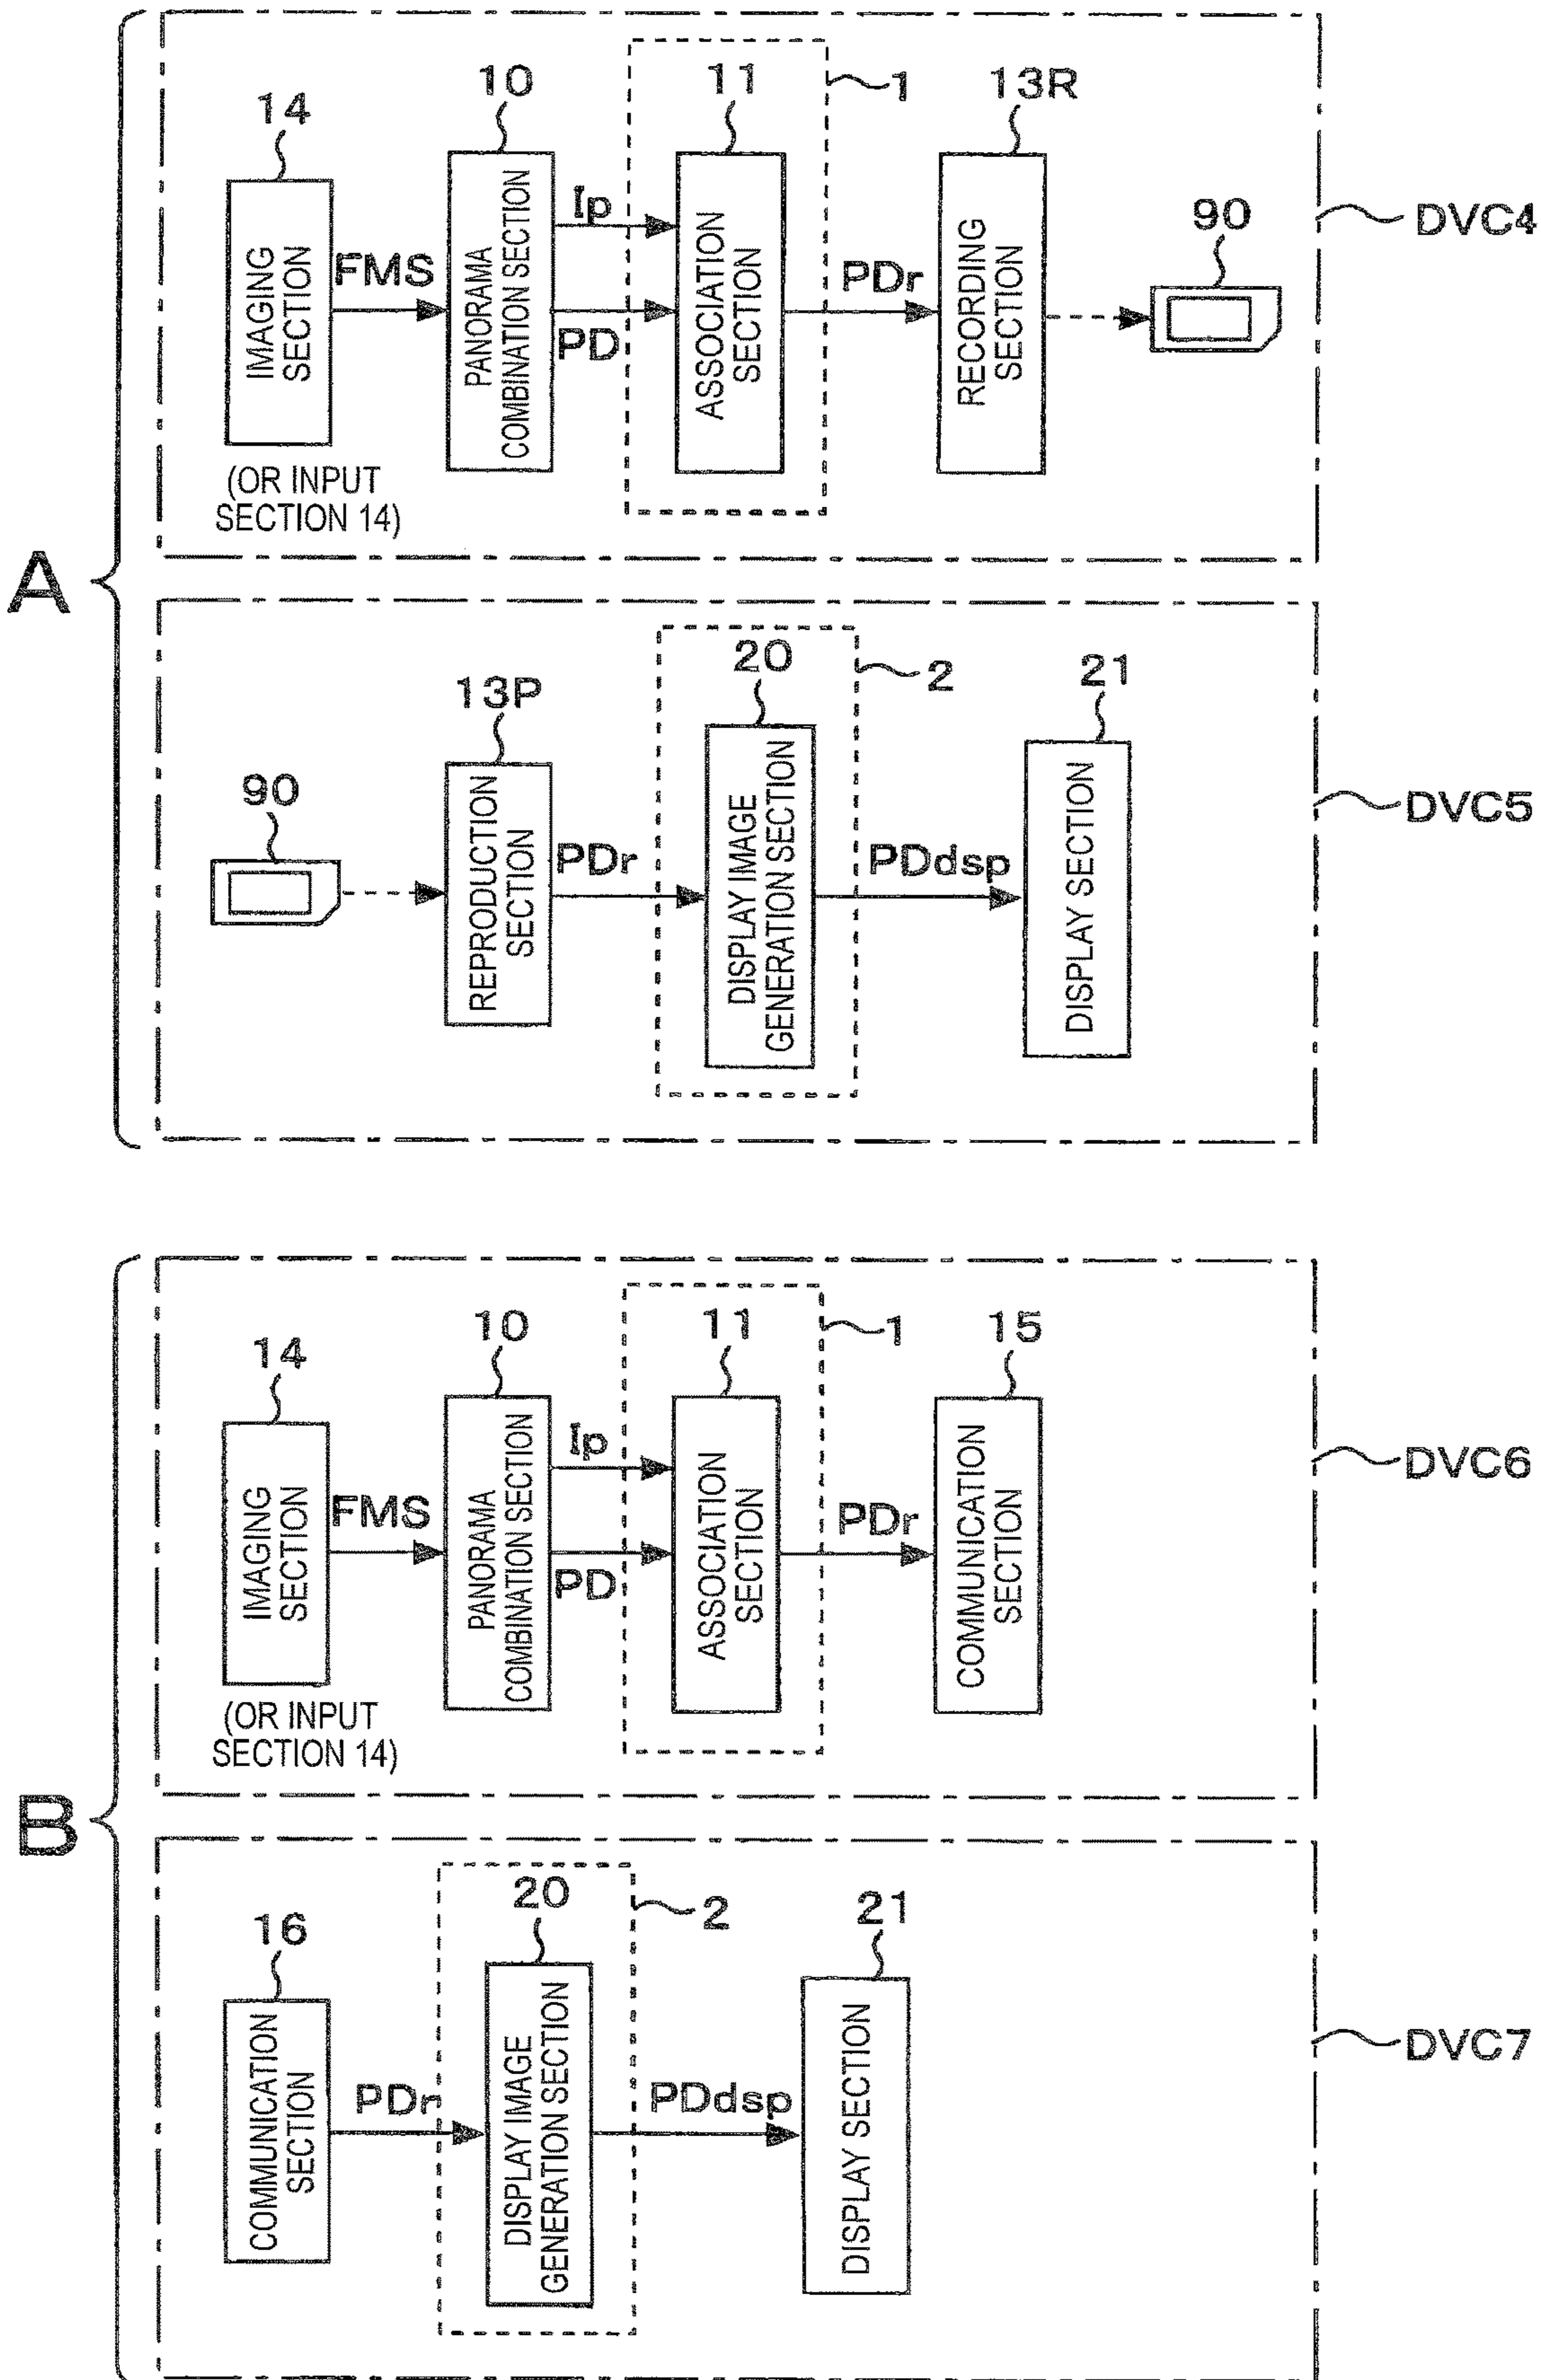 A
DVC4
14
IMAGING
SECTION
(OR INPUT
SECTION 14)
FMS
10
PANORAMA
COMBINATION SECTION
Ip
PD
1
11
ASSOCIATION
SECTION
PDr
13R
RECORDING
SECTION
90
DVC5
90
13P
REPRODUCTION
SECTION
PDr
2
20
DISPLAY IMAGE
GENERATION SECTION
PDdsp
21
DISPLAY SECTION
B
DVC6
14
IMAGING
SECTION
(OR INPUT
SECTION 14)
FMS
10
PANORAMA
COMBINATION SECTION
Ip
PD
1
11
ASSOCIATION
SECTION
PDr
15
COMMUNICATION
SECTION
DVC7
16
COMMUNICATION
SECTION
PDr
2
20
DISPLAY IMAGE
GENERATION SECTION
PDdsp
21
DISPLAY SECTION